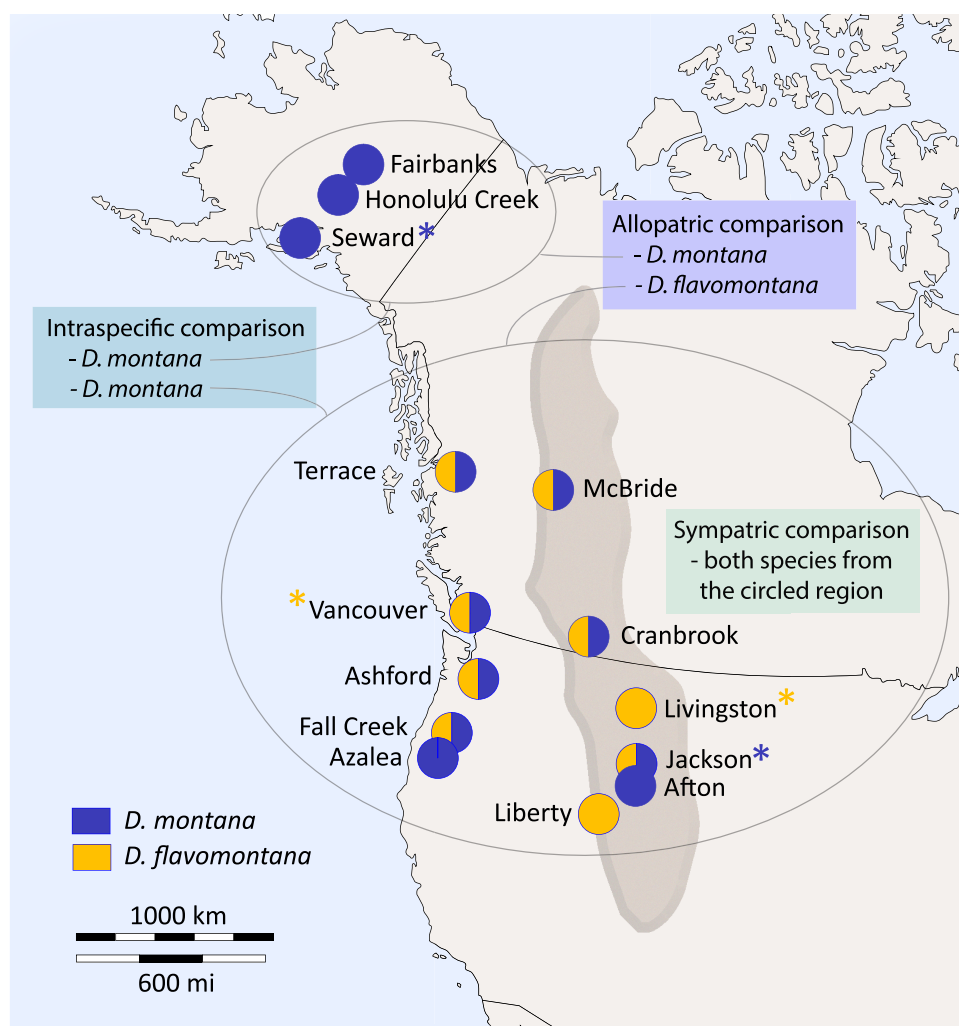 Fairbanks
Honolulu Creek
Seward*
Allopatric comparison
- D. montana
- D. flavomontana
Intraspecific comparison
- D. montana
- D. montana
Terrace
McBride
Sympatric comparison
- both species from
the circled region
*Vancouver
Cranbrook
Ashford
Livingston*
Fall Creek
Azalea
Jackson*
Afton
Liberty
D. montana
D. flavomontana
1000 km
600 mi